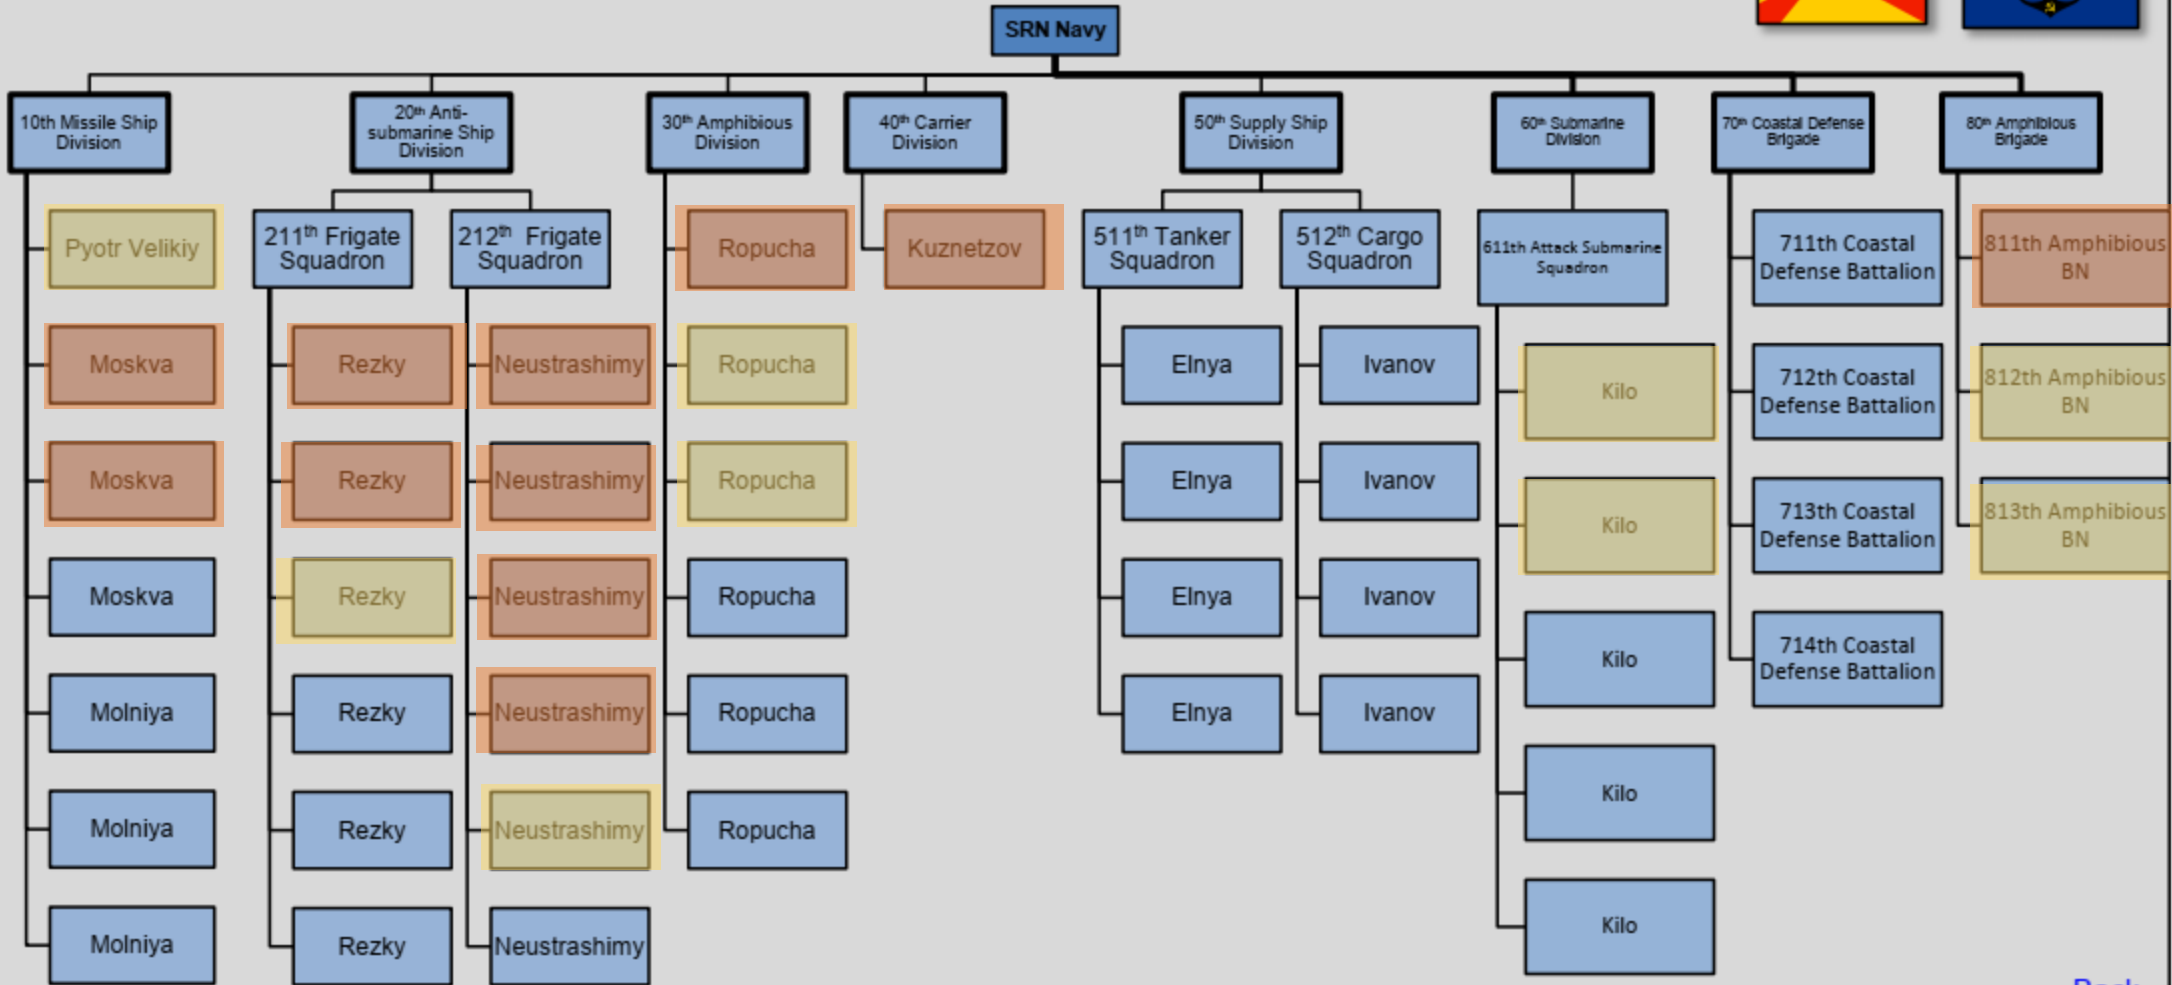 SRN Navy
10th Missile Ship
Division
20th Anti-
submarine Ship
Division
30th Amphibious
Division
40th Carrier
Division
50th Supply Ship
Division
60th Submarine
Division
70th Coastal Defense
Brigade
80th Amphibious
Brigade
Pyotr Velikiy
Moskva
Moskva
Moskva
Molniya
Molniya
Molniya
211th Frigate
Squadron
Rezky
Rezky
Rezky
Rezky
Rezky
Rezky
212th Frigate
Squadron
Neustrashimy
Neustrashimy
Neustrashimy
Neustrashimy
Neustrashimy
Neustrashimy
Ropucha
Ropucha
Ropucha
Ropucha
Ropucha
Ropucha
Kuznetzov
511th Tanker
Squadron
Elnya
Elnya
Elnya
Elnya
512th Cargo
Squadron
Ivanov
Ivanov
Ivanov
Ivanov
611th Attack Submarine
Squadron
Kilo
Kilo
Kilo
Kilo
Kilo
711th Coastal
Defense Battalion
712th Coastal
Defense Battalion
713th Coastal
Defense Battalion
714th Coastal
Defense Battalion
811th Amphibious
BN
812th Amphibious
BN
813th Amphibious
BN